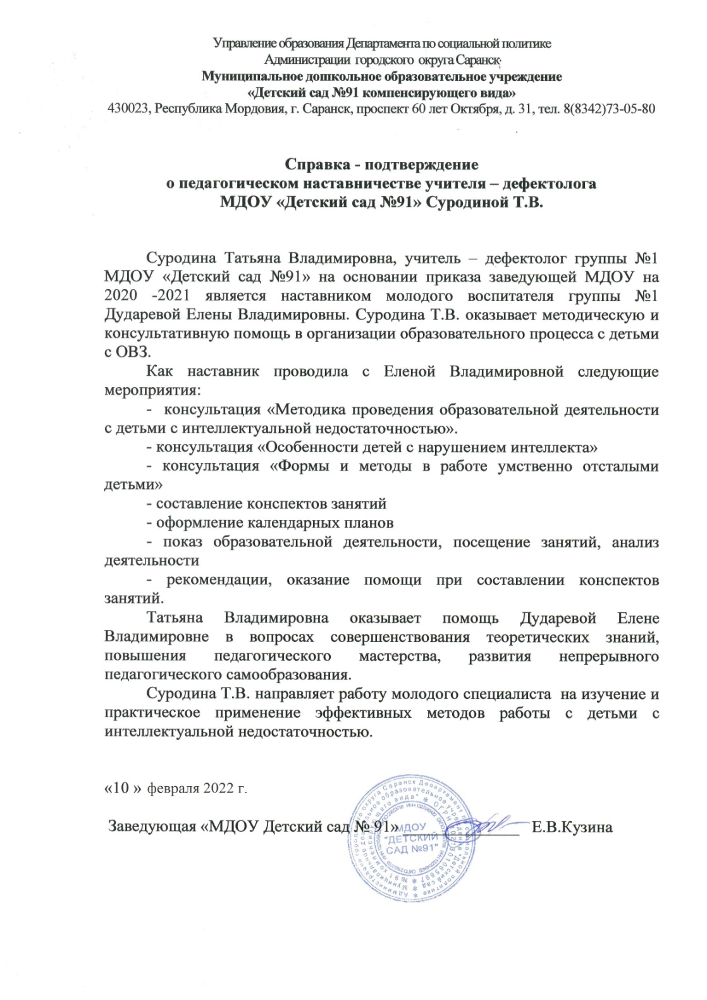 Управление образования Департамента по социальной политике
Администрации городского округа Саранск
Муниципальное дошкольное образовательное учреждение
«Детский сад №91 компенсирующего вида»
430023, Республика Мордовия, г. Саранск, проспект 60 лет Октября, д. 31, тел. 8(8342)73-05-80
Справка - подтверждение
о педагогическом наставничестве учителя – дефектолога
МДОУ «Детский сад №91» Суродиной Т.В.
Суродина Татьяна Владимировна, учитель – дефектолог группы №1
МДОУ «Детский сад №91» на основании приказа заведующей МДОУ на
2020 -2021 является наставником молодого воспитателя группы №1
Дударевой Елены Владимировны. Суродина Т.В. оказывает методическую и
консультативную помощь в организации образовательного процесса с детьми
с ОВЗ.
Как наставник проводила с Еленой Владимировной следующие
мероприятия:
- консультация «Методика проведения образовательной деятельности
с детьми с интеллектуальной недостаточностью».
- консультация «Особенности детей с нарушением интеллекта»
- консультация «Формы и методы в работе умственно отсталыми
детьми»
- составление конспектов занятий
- оформление календарных планов
- показ образовательной деятельности, посещение занятий, анализ
деятельности
- рекомендации, оказание помощи при составлении конспектов
занятий.
Татьяна Владимировна оказывает помощь Дударевой Елене
Владимировне в вопросах совершенствования теоретических знаний,
повышения педагогического мастерства, развития непрерывного
педагогического самообразования.
Суродина Т.В. направляет работу молодого специалиста на изучение и
практическое применение эффективных методов работы с детьми с
интеллектуальной недостаточностью.
«10 » февраля 2022 г.
Заведующая «МДОУ Детский сад № 91» Е.В.Кузина
МДОУ
"ДЕТСКИЙ
САД №91"